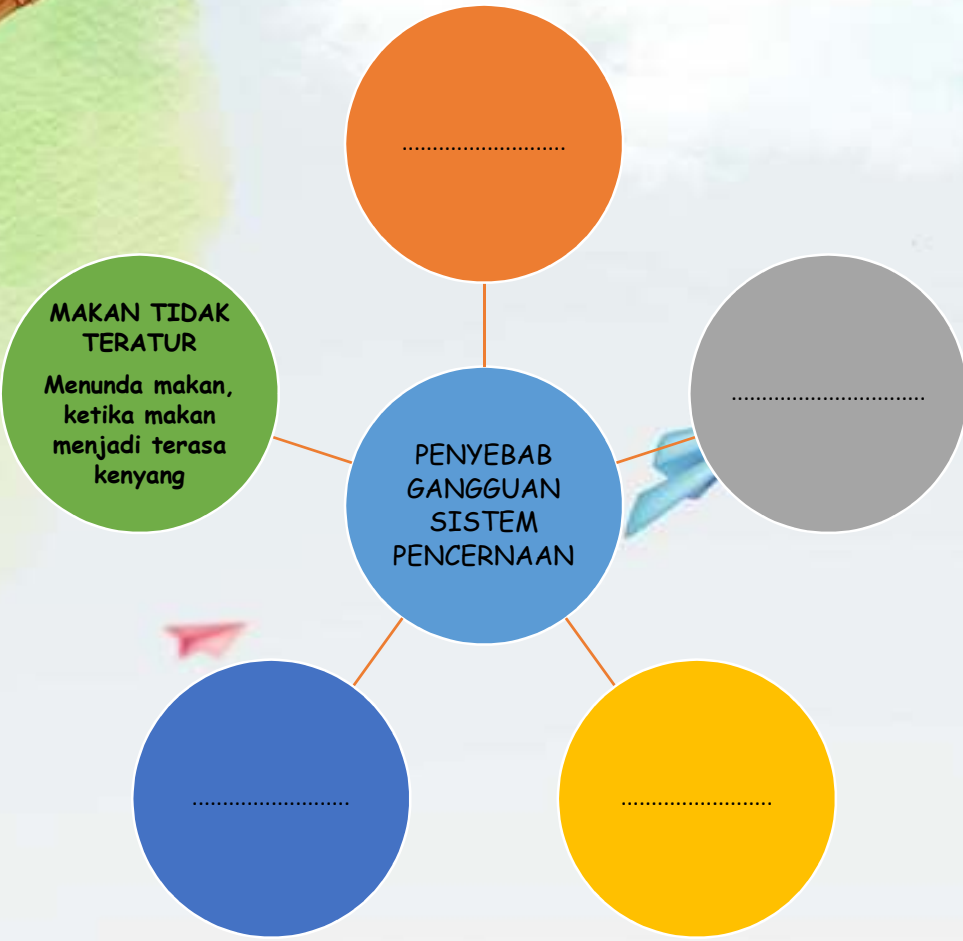 ...........................
MAKAN TIDAK
TERATUR
Menunda makan,
ketika makan
menjadi terasa
kenyang
................................
PENYEBAB
GANGGUAN
SISTEM
PENCERNAAN
..........................
.........................